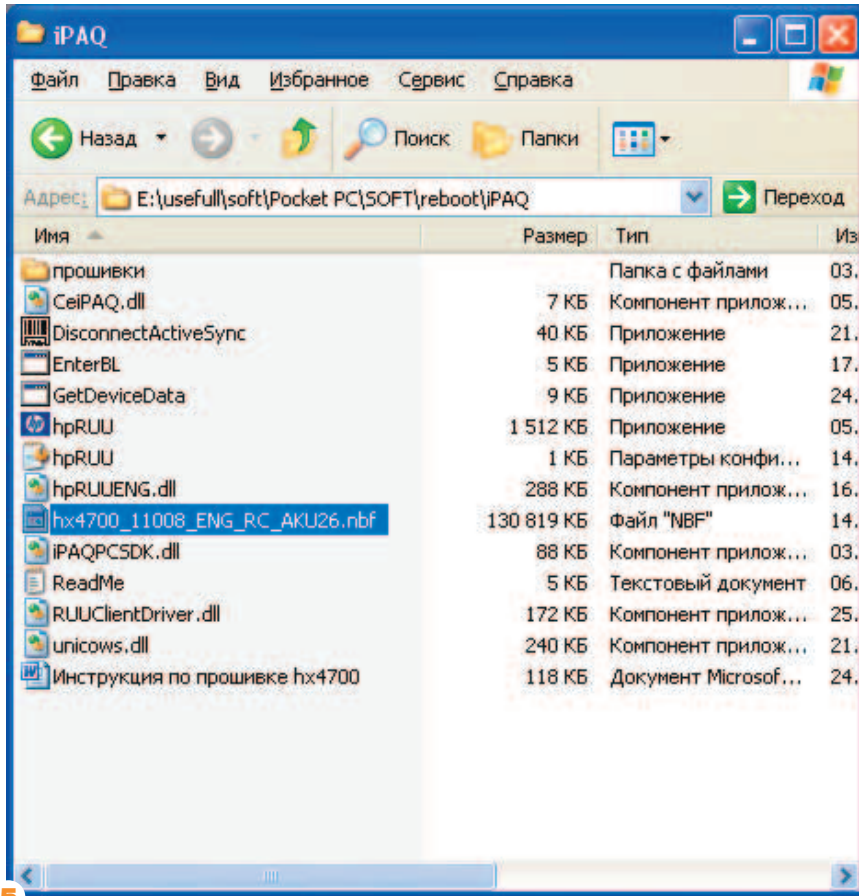 iPAQ
Файл Правка Вид Избранное Сервис Справка
Назад Поиск Папки
Адрес: E:\usefull\soft\Pocket PC\SOFT\reboot\iPAQ Переход
Имя Размер Тип Из
прошивки Папка с файлами 03.
CeiPAQ.dll 7 КБ Компонент прилож... 05.
DisconnectActiveSync 40 КБ Приложение 21.
EnterBL 5 КБ Приложение 17.
GetDeviceData 9 КБ Приложение 24.
hpRUU 1 512 КБ Приложение 05.
hpRUU 1 КБ Параметры конфи... 14.
hpRUUENG.dll 288 КБ Компонент прилож... 16.
hx4700_11008_ENG_RC_AKU26.nbf 130 819 КБ Файл "NBF" 14.
iPAQPCSDK.dll 88 КБ Компонент прилож... 03.
ReadMe 5 КБ Текстовый документ 06.
RUUClientDriver.dll 172 КБ Компонент прилож... 25.
unicows.dll 240 КБ Компонент прилож... 21.
Инструкция по прошивке hx4700 118 КБ Документ Microsof... 24.